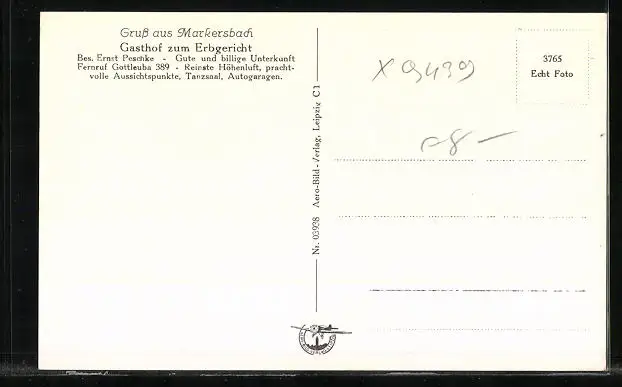 Gruß aus Markersbach
Gasthof zum Erbgericht
Bes. Ernst Peschke - Gute und billige Unterkunft
Fernruf Gottleuba 389 - Reinste Höhenluft, pracht-
volle Aussichtspunkte, Tanzsaal, Autogaragen.
Nr. 03938 Aero-Bild-Verlag, Leipzig C1
3765
Echt Foto